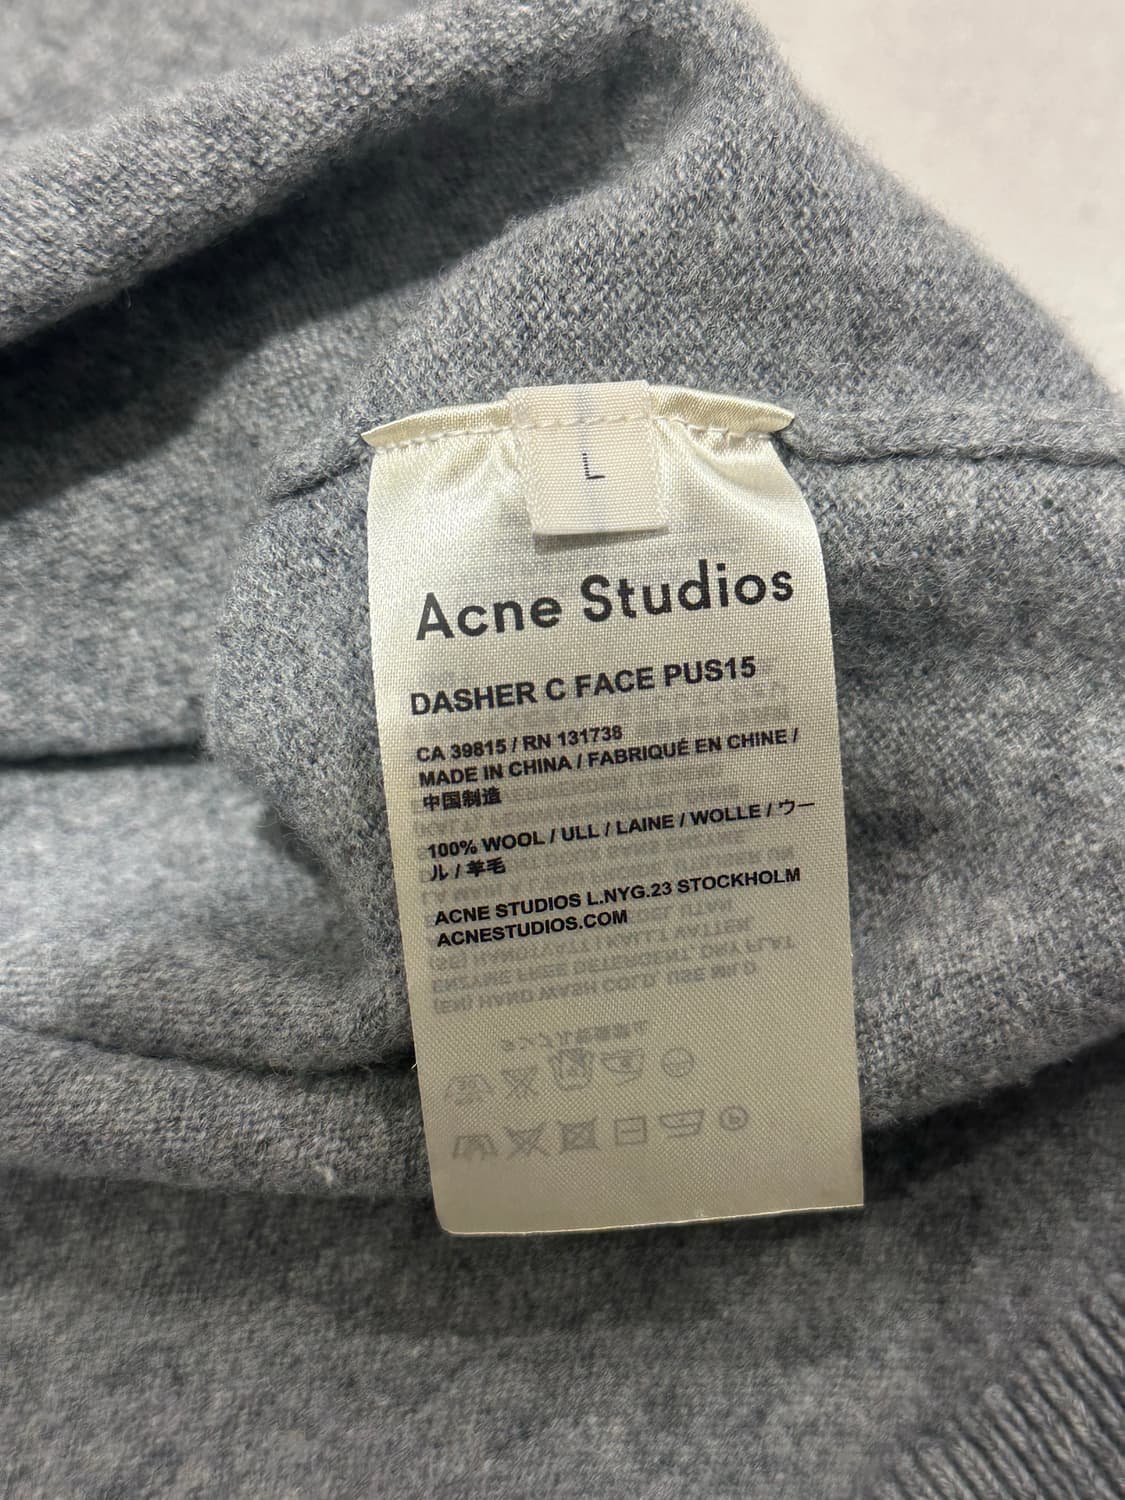 L
Acne Studios
DASHER C FACE PUS15
CA 39815 / RN 131738
MADE IN CHINA / FABRIQUÉ EN CHINE /
中国制造
100% WOOL / ULL / LAINE / WOLLE / ウー
ル / 羊毛
ACNE STUDIOS L.NYG.23 STOCKHOLM
ACNESTUDIOS.COM